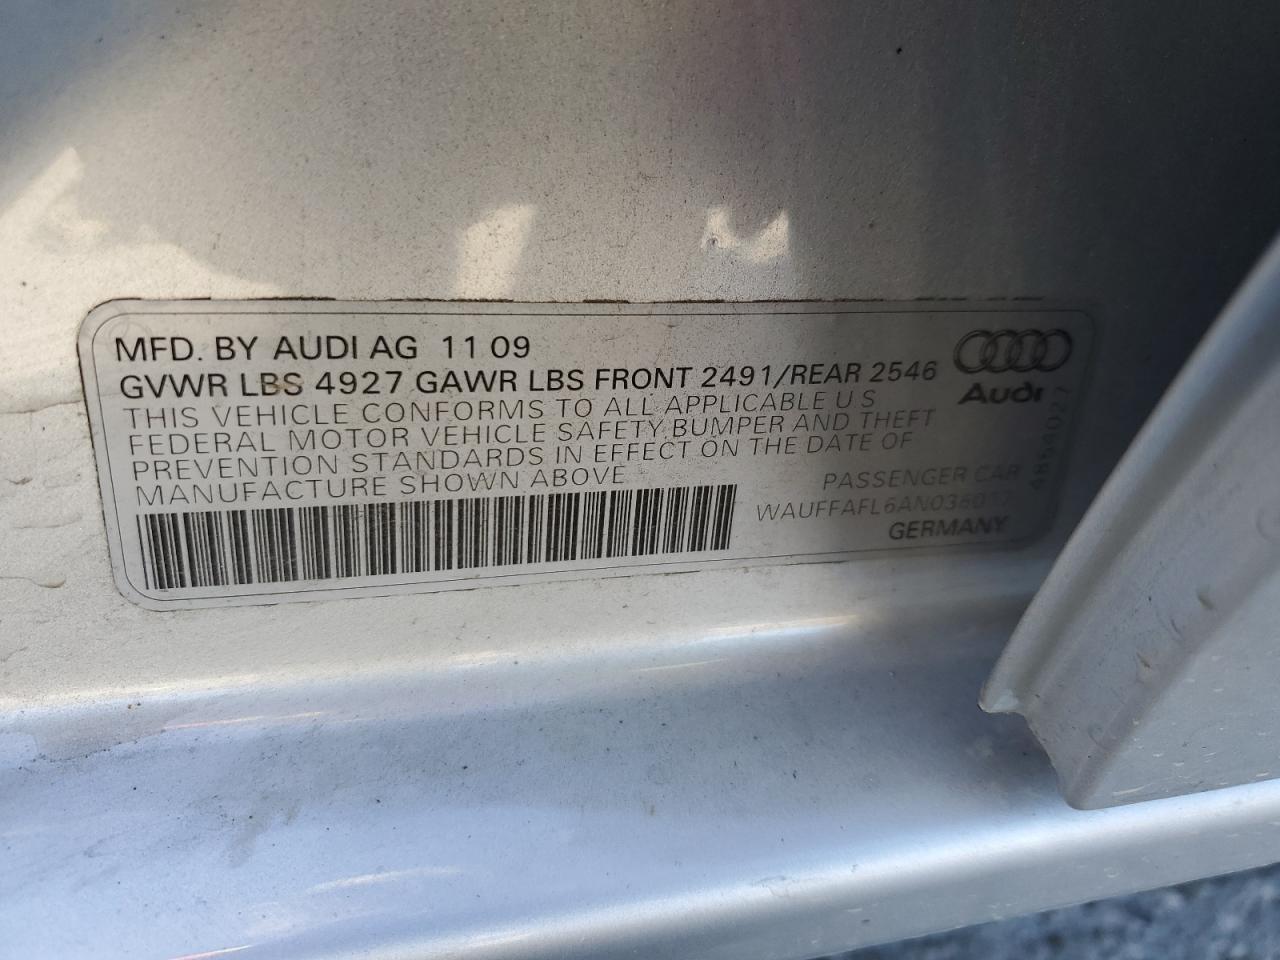 MFD. BY AUDI AG 11 09
GVWR LBS 4927 GAWR LBS FRONT 2491/REAR 2546
Audi
THIS VEHICLE CONFORMS TO ALL APPLICABLE U S
FEDERAL MOTOR VEHICLE SAFETY BUMPER AND THEFT
PREVENTION STANDARDS IN EFFECT ON THE DATE OF
MANUFACTURE SHOWN ABOVE
PASSENGER CAR
GERMANY